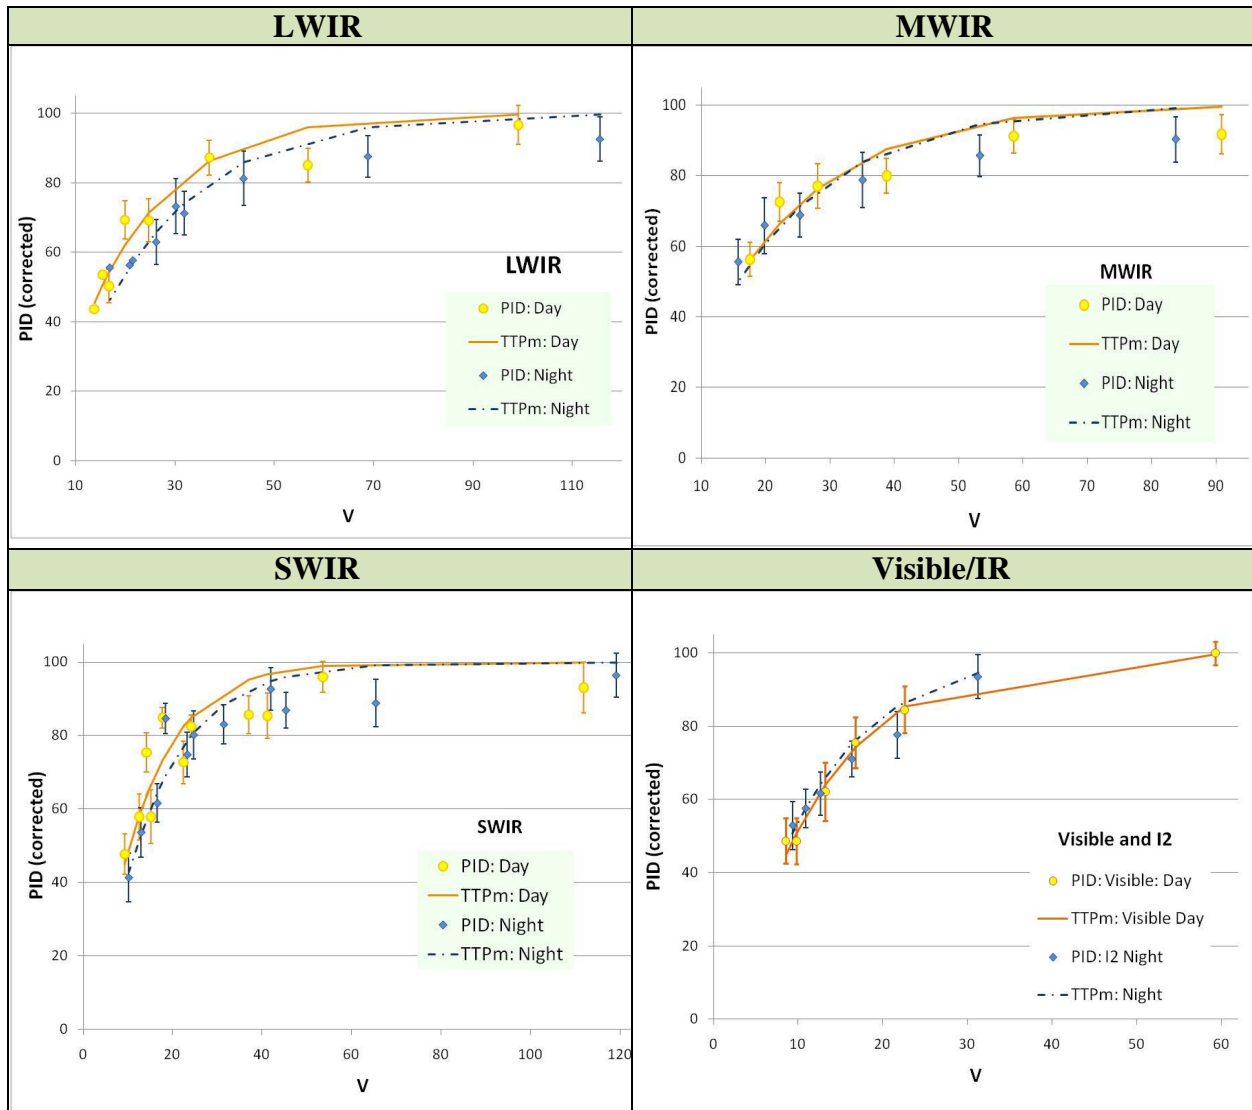 LWIR
MWIR
PID (corrected)
100
80
60
40
20
0
10 30 50 70 90 110
V
LWIR
PID: Day
TTPm: Day
PID: Night
TTPm: Night
PID (corrected)
100
80
60
40
20
0
10 20 30 40 50 60 70 80 90
V
MWIR
PID: Day
TTPm: Day
PID: Night
TTPm: Night
SWIR
Visible/IR
PID (corrected)
100
80
60
40
20
0
0 20 40 60 80 100 120
V
SWIR
PID: Day
TTPm: Day
PID: Night
TTPm: Night
PID (corrected)
100
80
60
40
20
0
0 10 20 30 40 50 60
V
Visible and I2
PID: Visible: Day
TTPm: Visible Day
PID: I2 Night
TTPm: Night